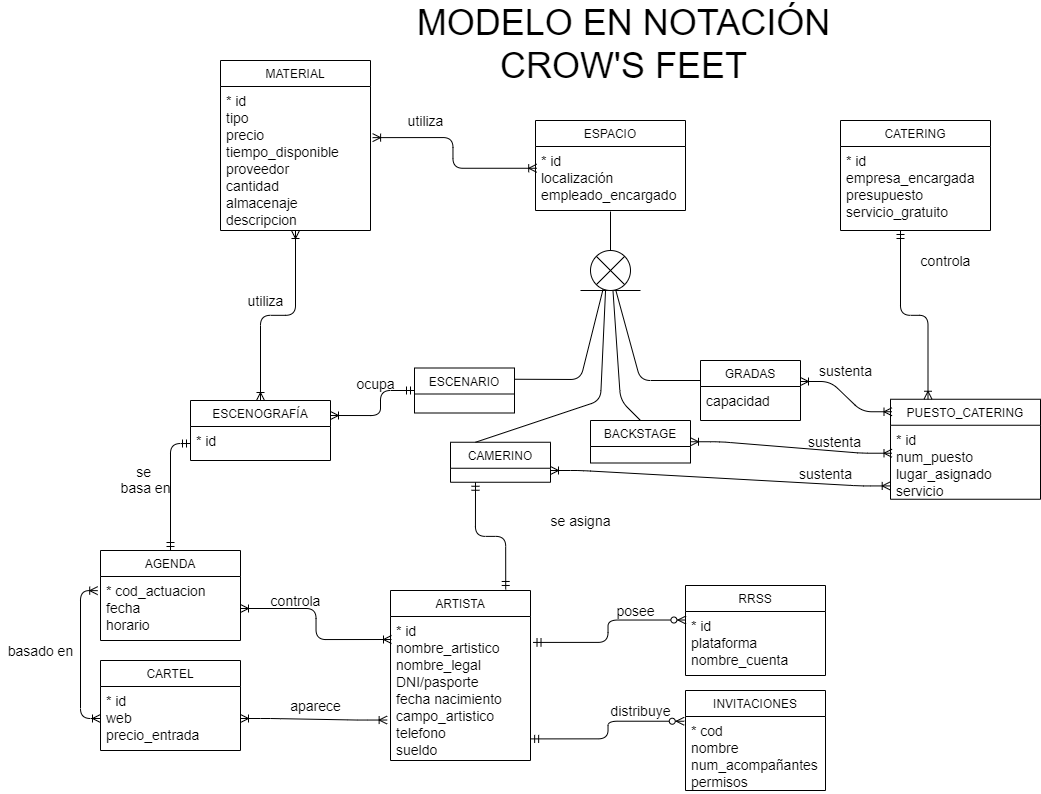 MODELO EN NOTACIÓN
CROW'S FEET
MATERIAL
* id
tipo
precio
tiempo_disponible
proveedor
cantidad
almacenaje
descripcion
utiliza
ESPACIO
* id
localización
empleado_encargado
CATERING
* id
empresa_encargada
presupuesto
servicio_gratuito
controla
utiliza
ocupa
ESCENARIO
GRADAS
capacidad
sustenta
ESCENOGRAFÍA
* id
PUESTO_CATERING
* id
num_puesto
lugar_asignado
servicio
BACKSTAGE
sustenta
CAMERINO
sustenta
se
basa en
se asigna
AGENDA
* cod_actuacion
fecha
horario
controla
ARTISTA
* id
nombre_artistico
nombre_legal
DNI/pasporte
fecha nacimiento
campo_artistico
telefono
sueldo
posee
RRSS
* id
plataforma
nombre_cuenta
basado en
CARTEL
* id
web
precio_entrada
aparece
distribuye
INVITACIONES
* cod
nombre
num_acompañantes
permisos